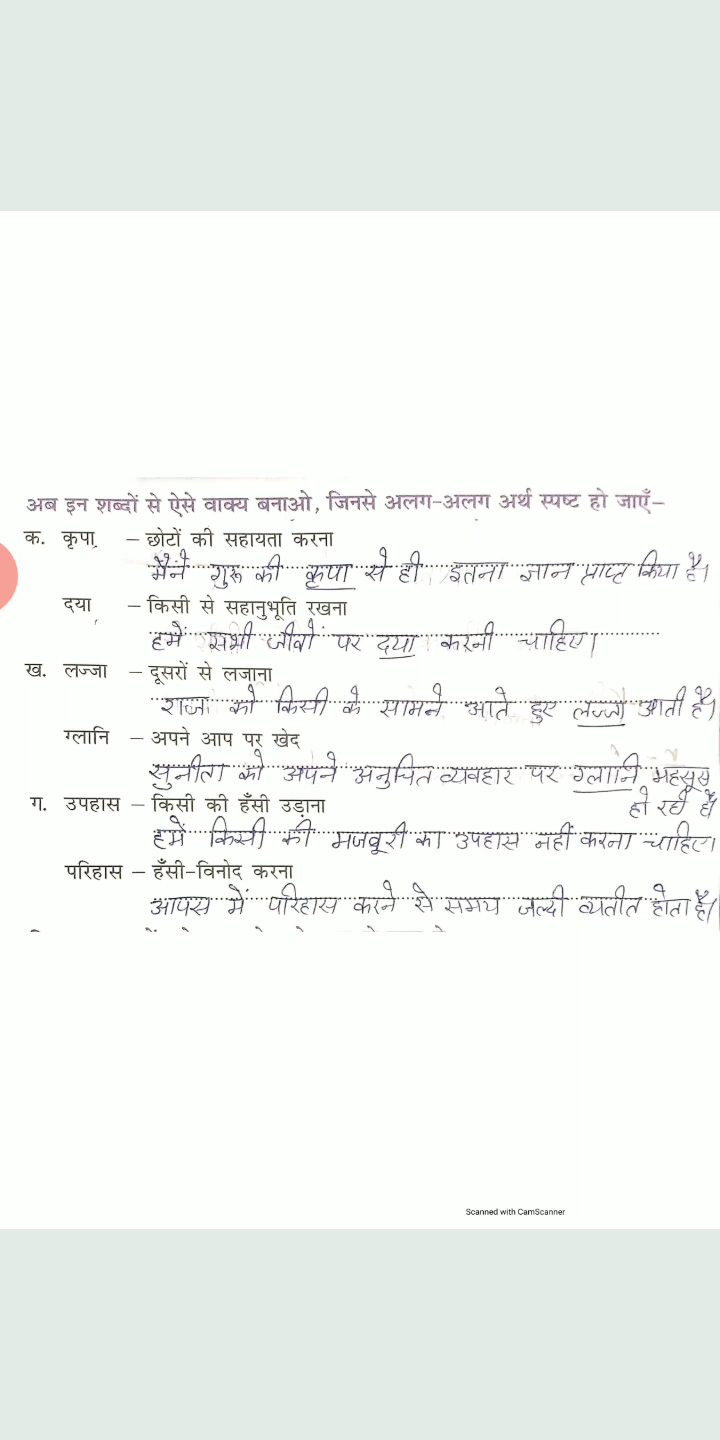 अब इन शब्दों से ऐसे वाक्य बनाओ, जिनसे अलग-अलग अर्थ स्पष्ट हो जाएँ–
क. कृपा – छोटों की सहायता करना
मैंने गुरू की कृपा से ही इतना ज्ञान प्राप्त किया है।
दया – किसी से सहानुभूति रखना
हमें सभी जीवों पर दया करनी चाहिए।
ख. लज्जा – दूसरों से लजाना
राज को किसी के सामने आते हुए लज्जा आती है।
ग्लानि – अपने आप पर खेद
सुनीता को अपने अनुचित व्यवहार पर ग्लानि महसूस
हो रही है
ग. उपहास – किसी की हँसी उड़ाना
हमें किसी की मजबूरी का उपहास नहीं करना चाहिए।
परिहास – हँसी-विनोद करना
आपस में परिहास करने से समय जल्दी व्यतीत होता है।
Scanned with CamScanner